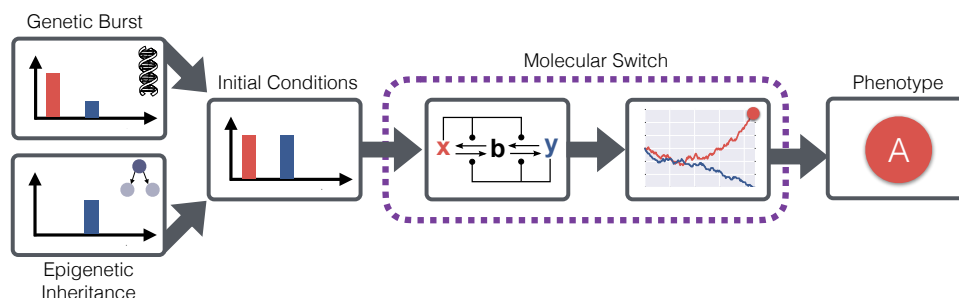 Genetic Burst
Initial Conditions
Molecular Switch
Phenotype
x b y
A
Epigenetic
Inheritance